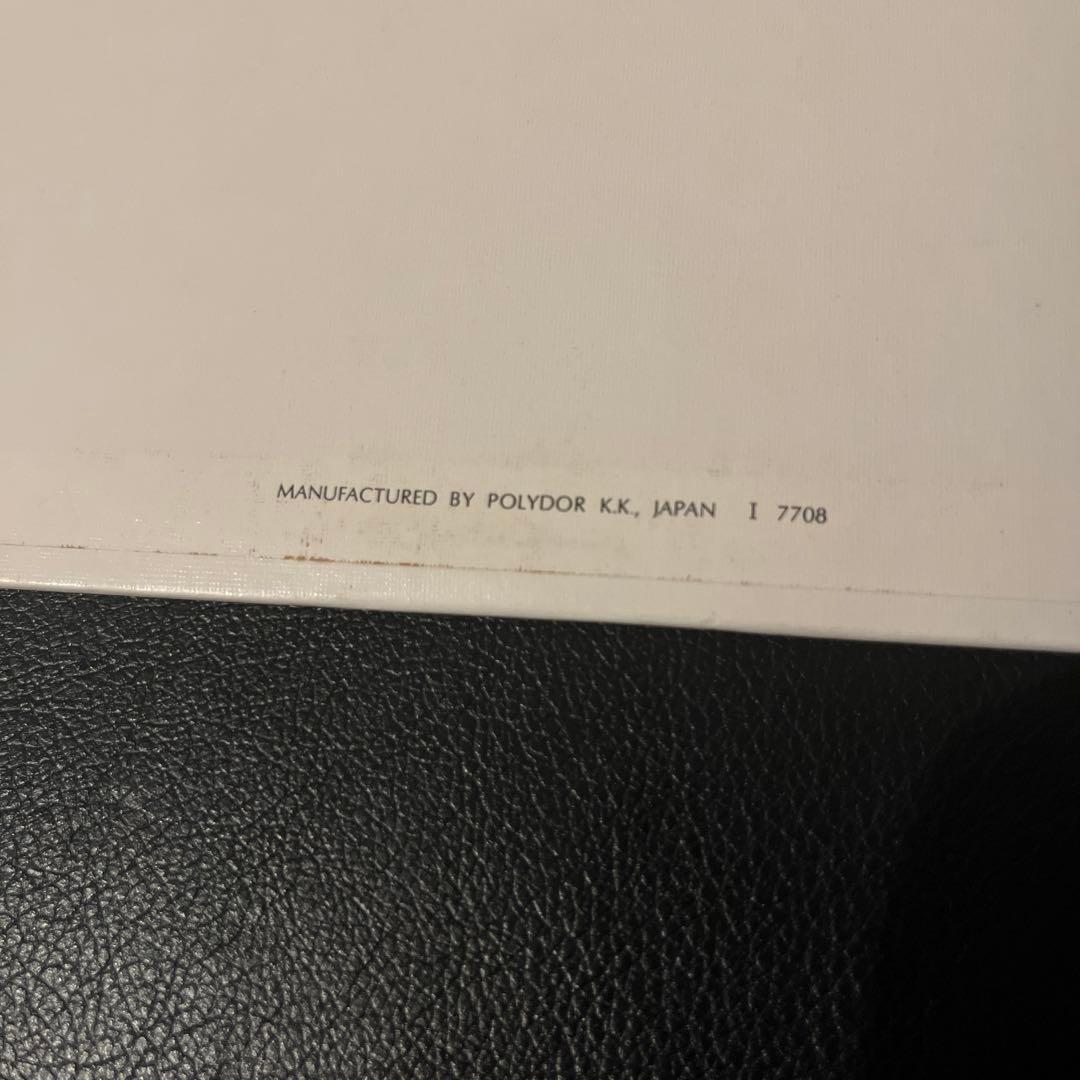 MANUFACTURED BY POLYDOR K.K., JAPAN I 7708